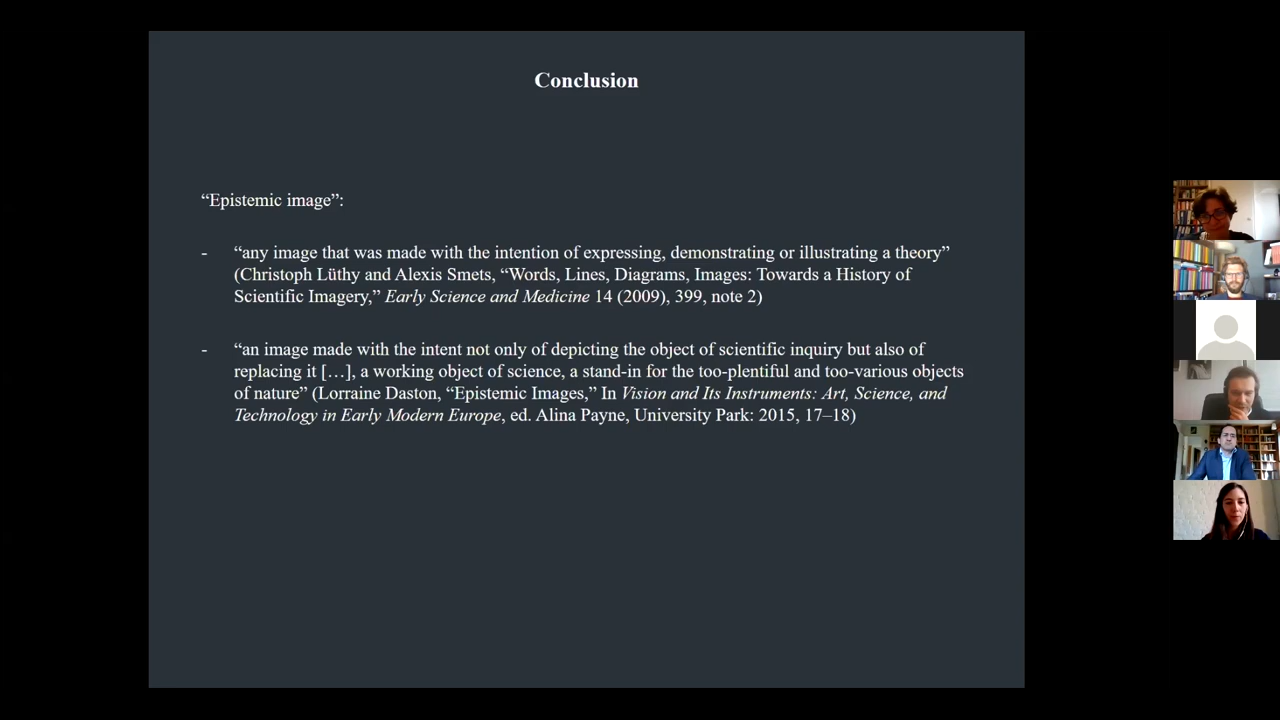 Conclusion
“Epistemic image”:
- “any image that was made with the intention of expressing, demonstrating or illustrating a theory”
(Christoph Lüthy and Alexis Smets, “Words, Lines, Diagrams, Images: Towards a History of
Scientific Imagery,” Early Science and Medicine 14 (2009), 399, note 2)
- “an image made with the intent not only of depicting the object of scientific inquiry but also of
replacing it […], a working object of science, a stand-in for the too-plentiful and too-various objects
of nature” (Lorraine Daston, “Epistemic Images,” In Vision and Its Instruments: Art, Science, and
Technology in Early Modern Europe, ed. Alina Payne, University Park: 2015, 17–18)